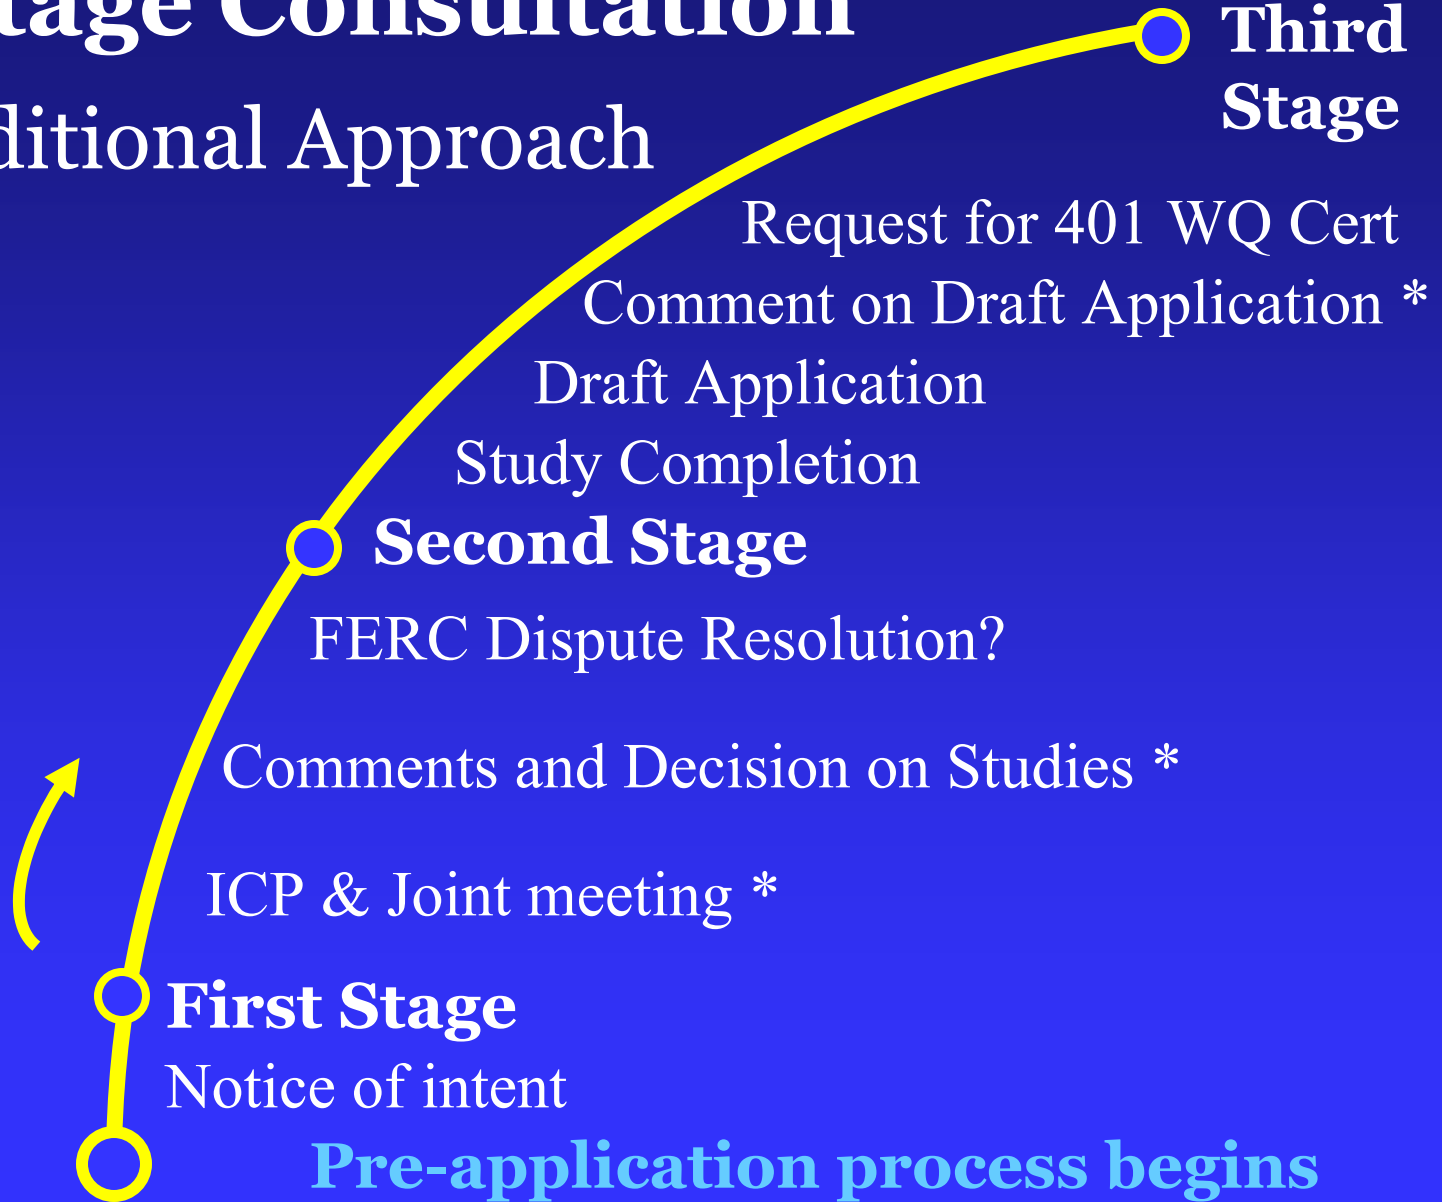 tage Consultation
ditional Approach
Third
Stage
Request for 401 WQ Cert
Comment on Draft Application *
Draft Application
Study Completion
Second Stage
FERC Dispute Resolution?
Comments and Decision on Studies *
ICP & Joint meeting *
First Stage
Notice of intent
Pre-application process begins